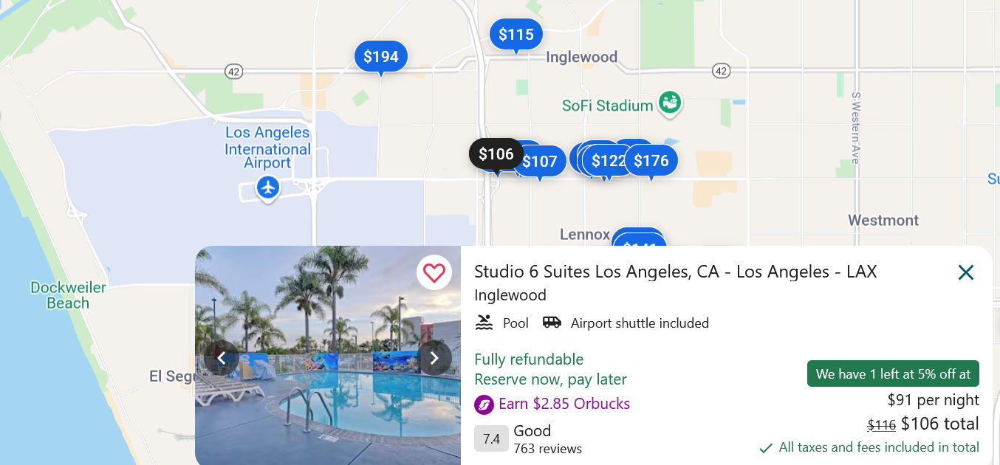 $115
$194
Inglewood
42
42
SoFi Stadium
S Western Ave
Los Angeles
International
Airport
$106
$107
$122
$176
Westmont
Lennox
$141
Dockweiler
Beach
El Segu
Studio 6 Suites Los Angeles, CA - Los Angeles - LAX
Inglewood
Pool
Airport shuttle included
Fully refundable
Reserve now, pay later
We have 1 left at 5% off at
Earn $2.85 Orbucks
$91 per night
$116 $106 total
7.4
Good
763 reviews
All taxes and fees included in total